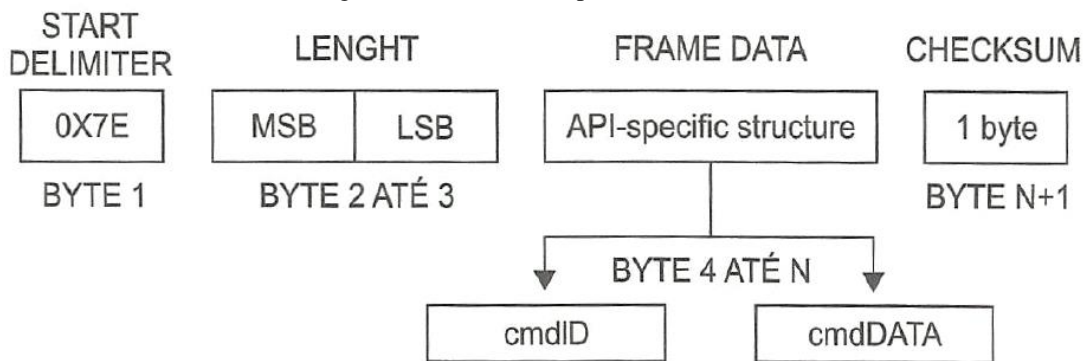 START
DELIMITER LENGHT FRAME DATA CHECKSUM
0X7E MSB LSB API-specific structure 1 byte
BYTE 1 BYTE 2 ATÉ 3 BYTE N+1
BYTE 4 ATÉ N
cmdID cmdDATA